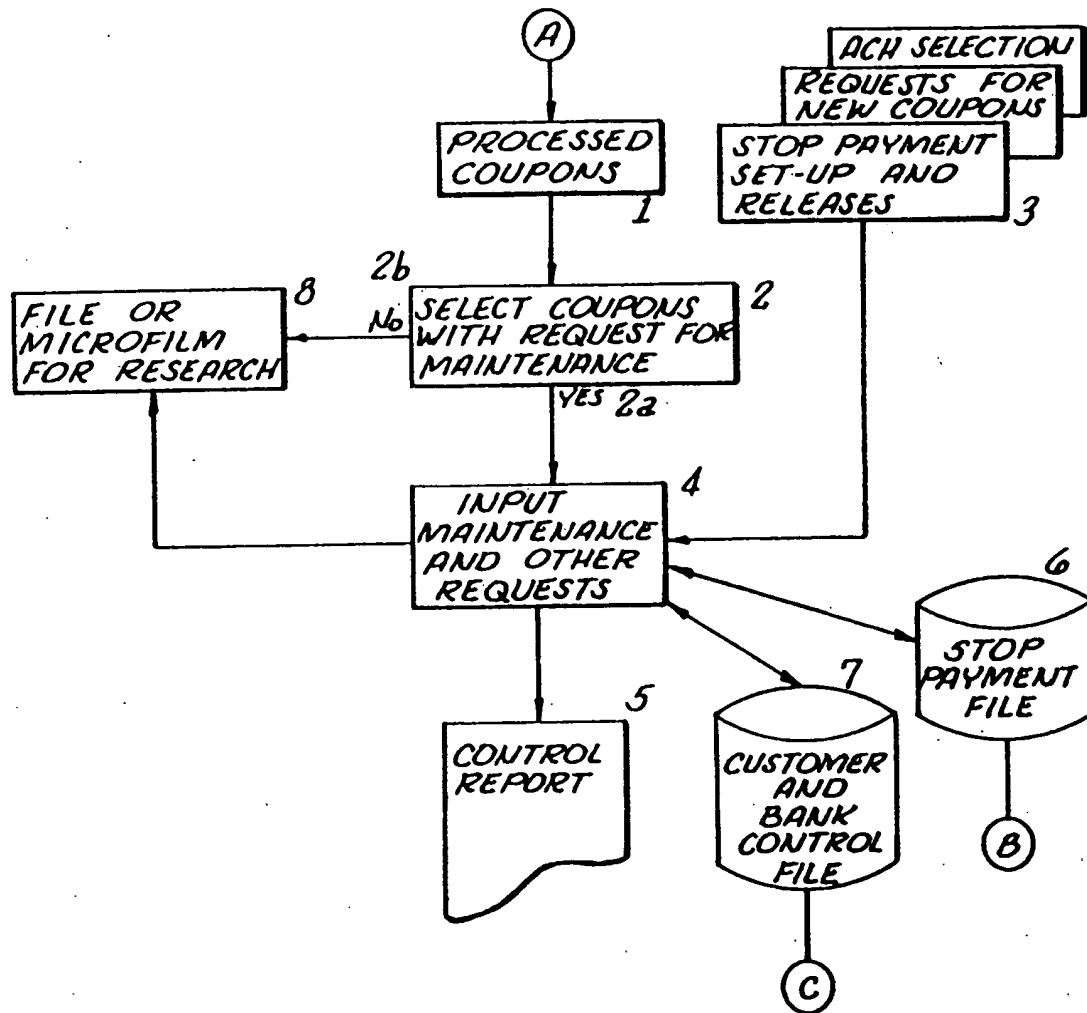 A
ACH SELECTION
REQUESTS FOR
NEW COUPONS
STOP PAYMENT
SET-UP AND
RELEASES
3
PROCESSED
COUPONS
1
2b
2
SELECT COUPONS
WITH REQUEST FOR
MAINTENANCE
No
YES 2a
8
FILE OR
MICROFILM
FOR RESEARCH
4
INPUT
MAINTENANCE
AND OTHER
REQUESTS
6
STOP
PAYMENT
FILE
5
CONTROL
REPORT
7
CUSTOMER
AND
BANK
CONTROL
FILE
B
C